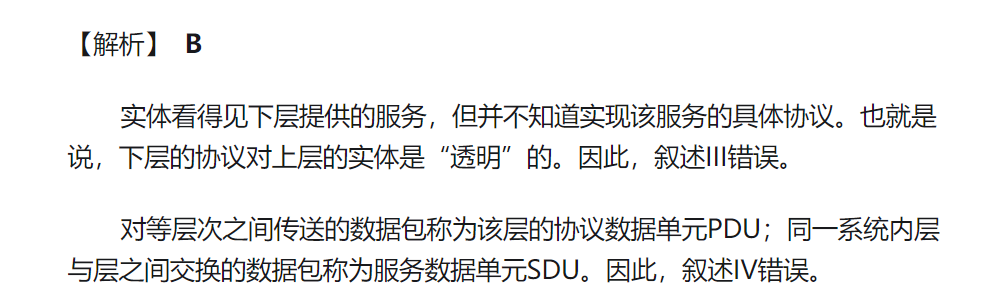 【解析】 B
实体看得见下层提供的服务，但并不知道实现该服务的具体协议。也就是
说，下层的协议对上层的实体是“透明”的。因此，叙述III错误。
对等层次之间传送的数据包称为该层的协议数据单元PDU；同一系统内层
与层之间交换的数据包称为服务数据单元SDU。因此，叙述IV错误。